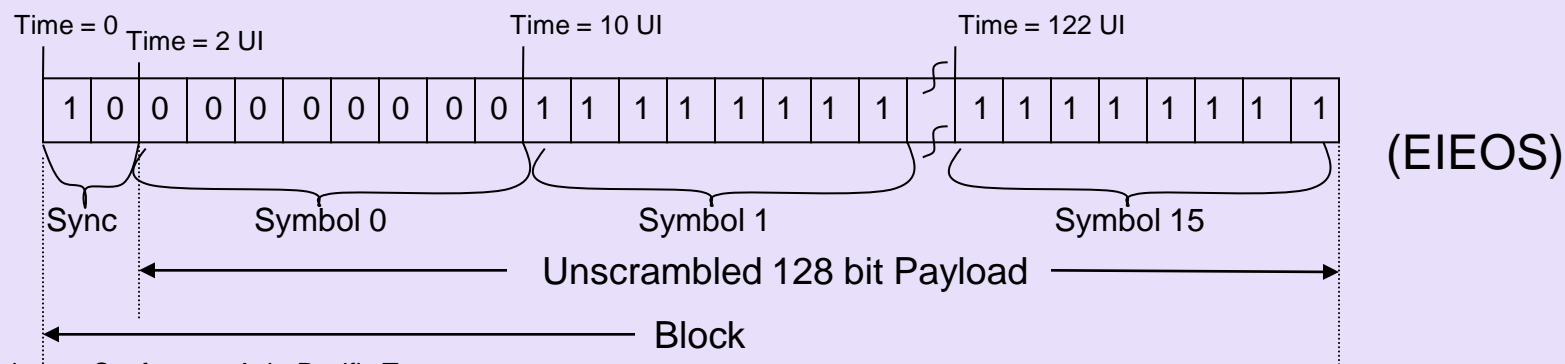 Time = 0
Time = 2 UI
Time = 10 UI
Time = 122 UI
1 0 0 0 0 0 0 0 0 0 1 1 1 1 1 1 1 1 1 1 1 1 1 1 1 1
(EIEOS)
Sync
Symbol 0
Symbol 1
Symbol 15
Unscrambled 128 bit Payload
Block